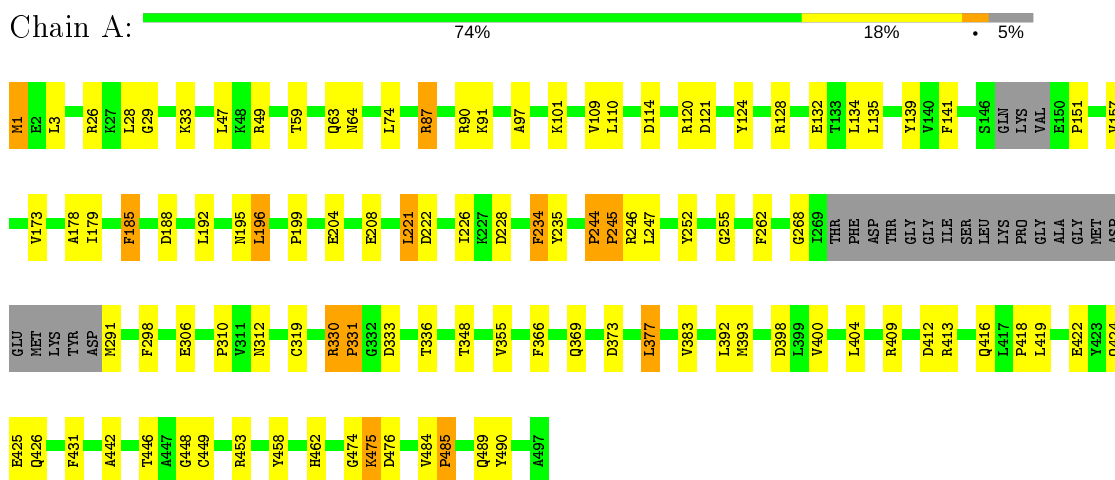 Chain A:
74% 18% • 5%
M1 E2 L3 R26 K27 L28 G29 K33 L47 K48 R49 T59 Q63 N64 L74 R87 R90 K91 A97 K101 V109 L110 D114 R120 D121 Y124 R128 E132 T133 L134 L135 Y139 V140 F141 S146 GLN LYS VAL E150 P151
V173 A178 I179 F185 D188 L192 N195 L196 P199 E204 E208 L221 D222 I226 K227 D228 F234 Y235 P244 P245 R246 L247 Y252 G255 F262 G268 I269 THR PHE ASP THR GLY GLY ILE SER LEU LYS PRO GLY ALA GLY MET ASP
GLU MET LYS TYR ASP M291 F298 E306 P310 V311 N312 C319 R330 P331 G332 D333 T336 T348 V355 F366 Q369 D373 L377 V383 L392 M393 D398 L399 V400 L404 R409 D412 R413 Q416 L417 P418 L419 E422 Y423
E425 Q426 F431 A442 T446 A447 G448 C449 R453 Y458 H462 G474 K475 D476 V484 P485 Q489 Y490 A497